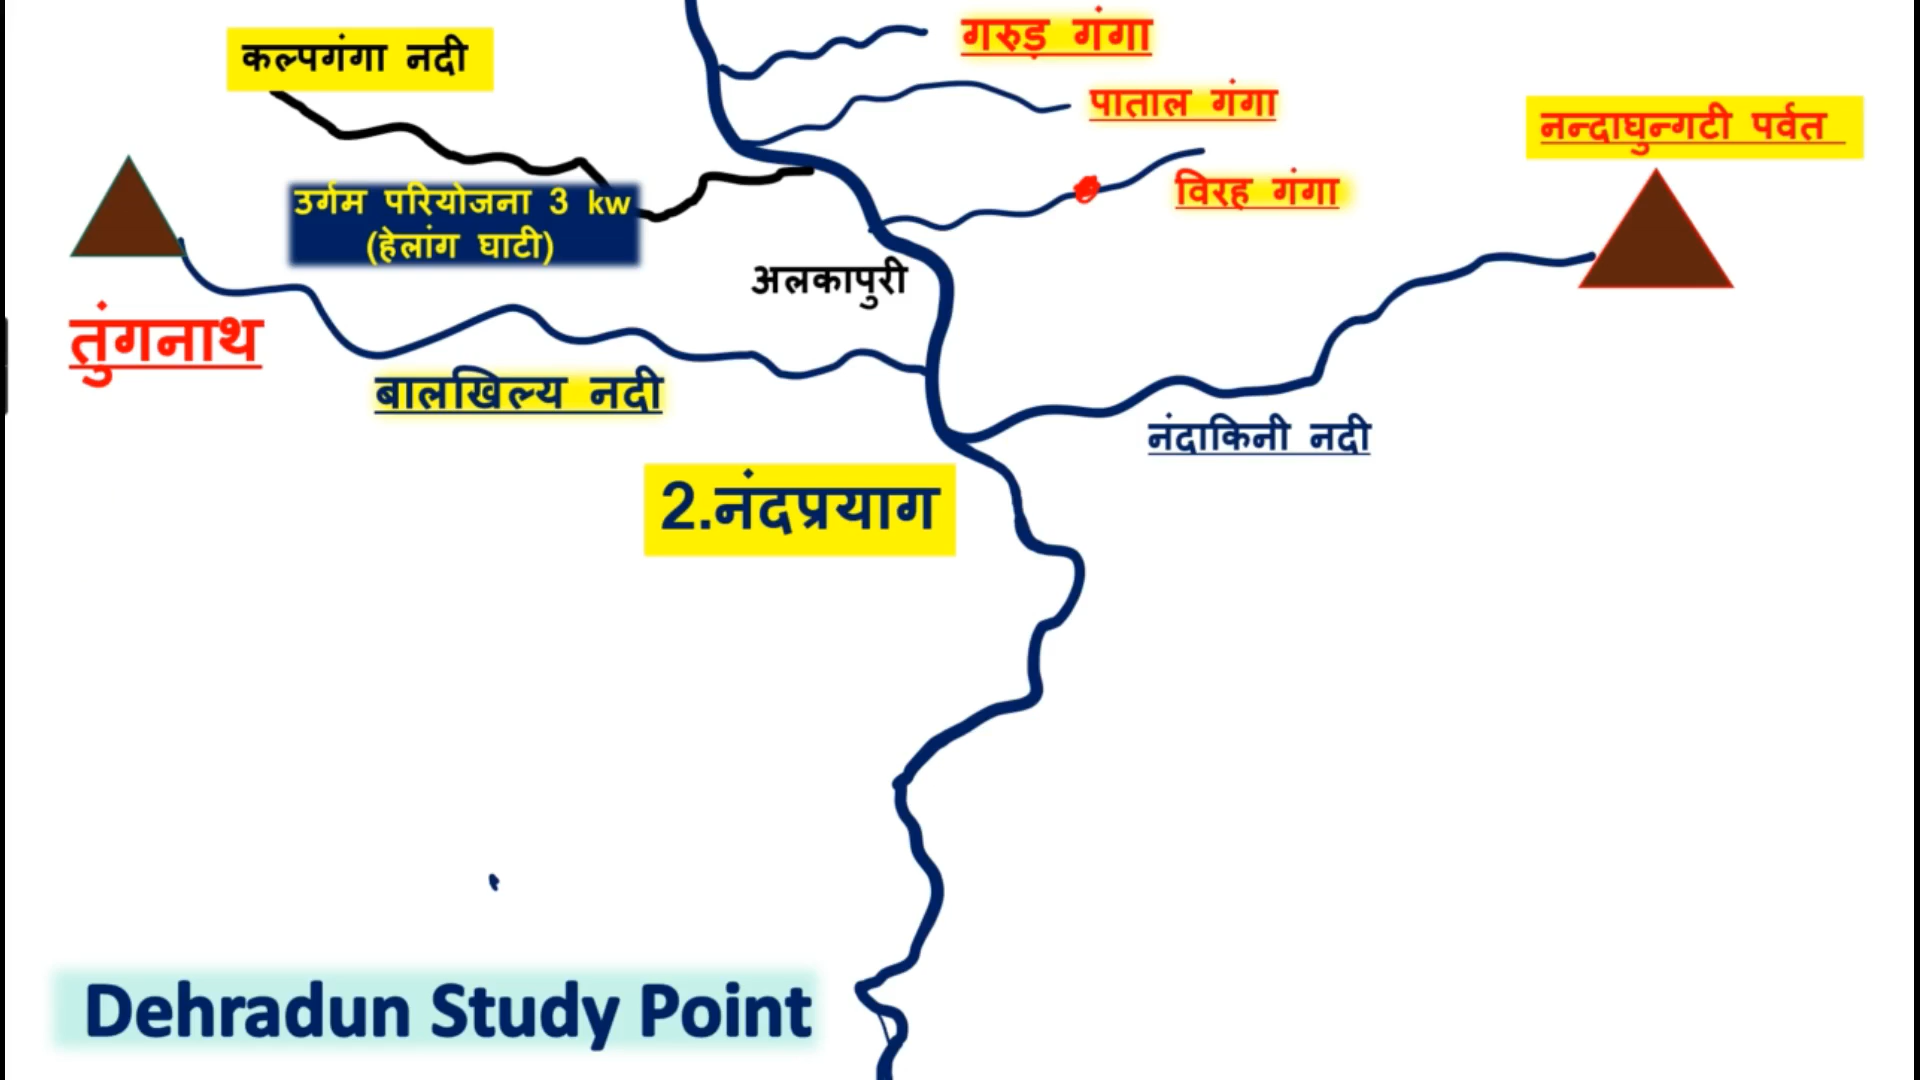 गरुड़ गंगा
कल्पगंगा नदी
पाताल गंगा
नन्दाघुन्गटी पर्वत
विरह गंगा
उर्गम परियोजना 3 kw
(हेलांग घाटी)
अलकापुरी
तुंगनाथ
बालखिल्य नदी
नंदाकिनी नदी
2.नंदप्रयाग
Dehradun Study Point